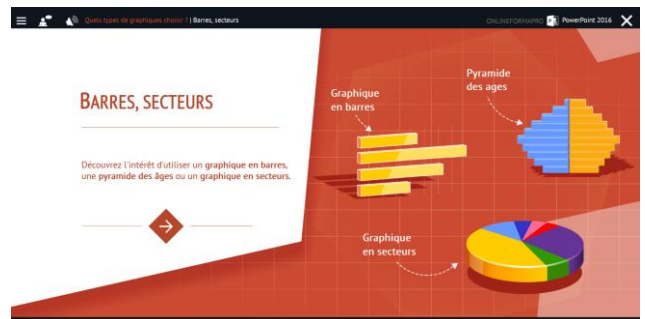 Quels types de graphiques choisir ? | Barres, secteurs
ONLINEFORMAPRO
PowerPoint 2016
BARRES, SECTEURS
Découvrez l'intérêt d'utiliser un graphique en barres,
une pyramide des âges ou un graphique en secteurs.
Graphique
en barres
Pyramide
des ages
Graphique
en secteurs